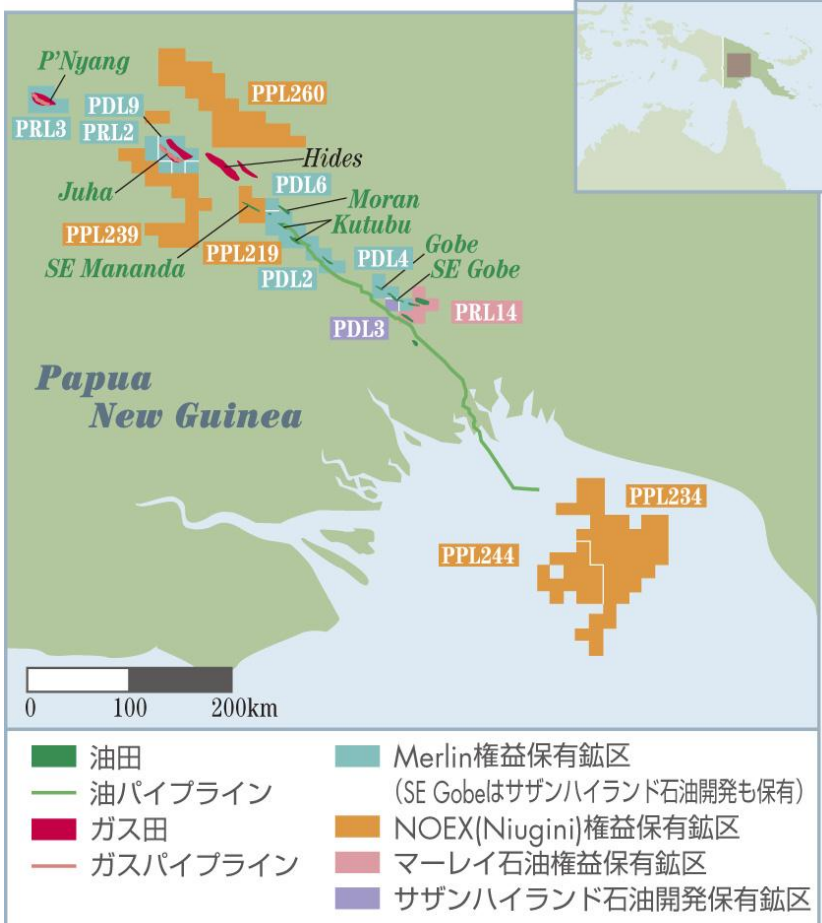 P'Nyang
PPL260
PDL9
PRL3
PRL2
Hides
Juha
PDL6
Moran
Kutubu
PPL239
PPL219
Gobe
SE Mananda
PDL4
SE Gobe
PDL2
PRL14
PDL3
Papua
New Guinea
PPL234
PPL244
0 100 200km
油田
油パイプライン
ガス田
ガスパイプライン
Merlin権益保有鉱区
(SE Gobeはサザンハイランド石油開発も保有)
NOEX(Niugini)権益保有鉱区
マーレイ石油権益保有鉱区
サザンハイランド石油開発保有鉱区